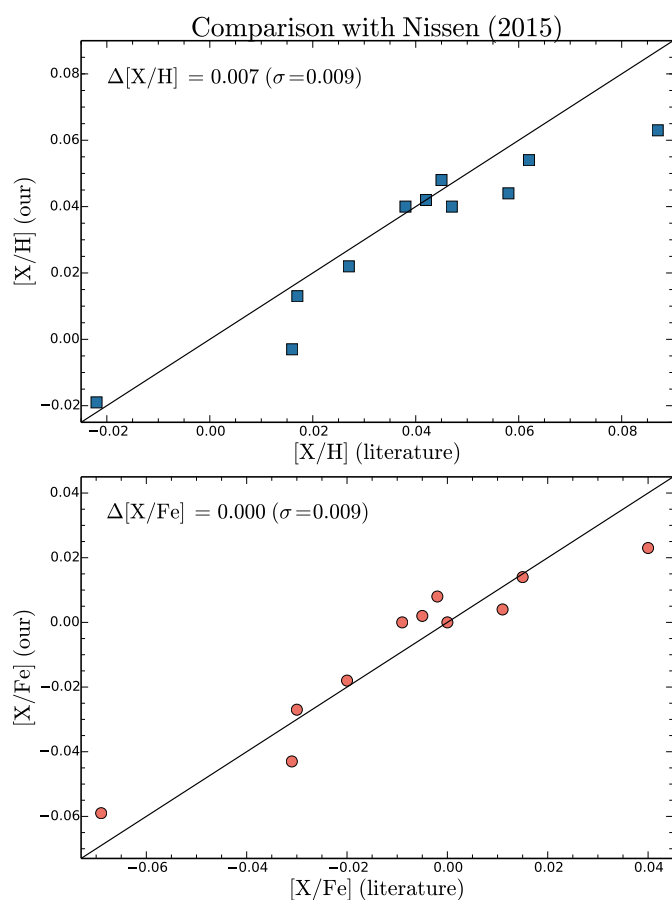 Comparison with Nissen (2015)
Δ[X/H] = 0.007 (σ=0.009)
[X/H] (our)
0.08
0.06
0.04
0.02
0.00
−0.02
−0.02 0.00 0.02 0.04 0.06 0.08
[X/H] (literature)
Δ[X/Fe] = 0.000 (σ=0.009)
[X/Fe] (our)
0.04
0.02
0.00
−0.02
−0.04
−0.06
−0.06 −0.04 −0.02 0.00 0.02 0.04
[X/Fe] (literature)